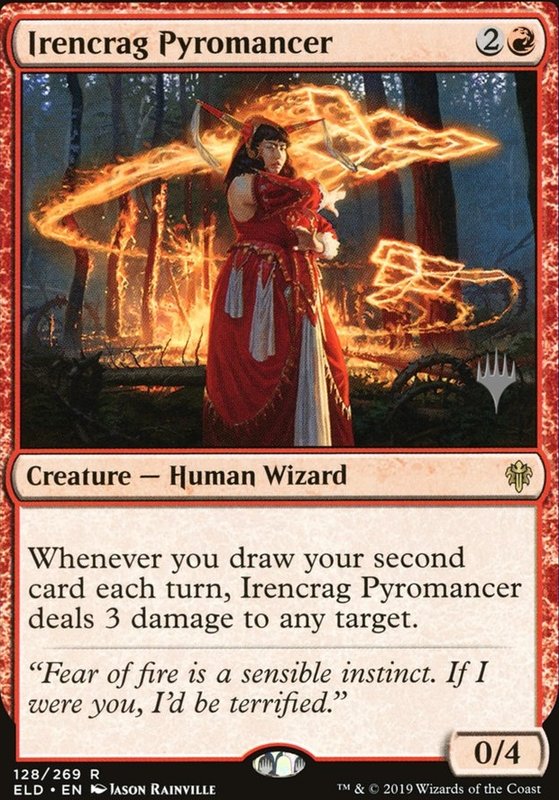 Irencrag Pyromancer 2
Creature — Human Wizard
Whenever you draw your second
card each turn, Irencrag Pyromancer
deals 3 damage to any target.
“Fear of fire is a sensible instinct. If I
were you, I’d be terrified.”
0/4
128/269 R
ELD • EN Jason Rainville
™ & © 2019 Wizards of the Coast